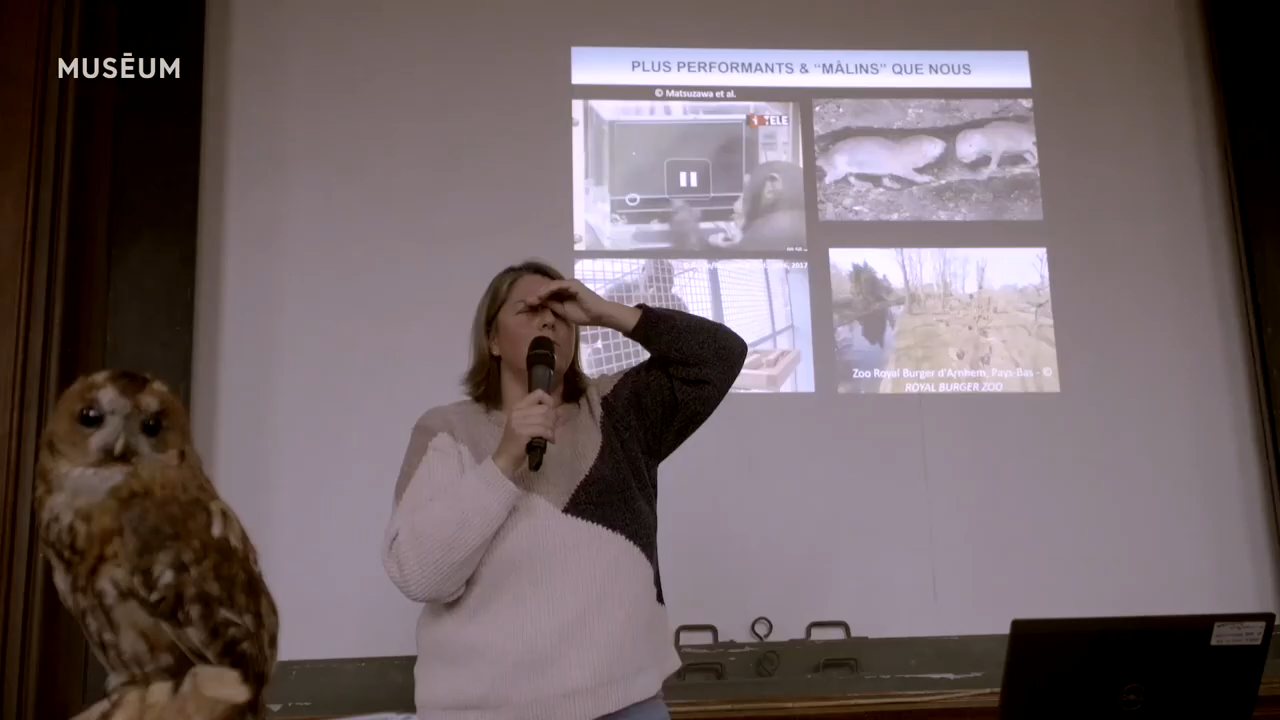 MUSĒUM
PLUS PERFORMANTS & “MÂLINS” QUE NOUS
© Matsuzawa et al.
TELE
2017
Zoo Royal Burger d'Arnhem, Pays-Bas - ©
ROYAL BURGER ZOO